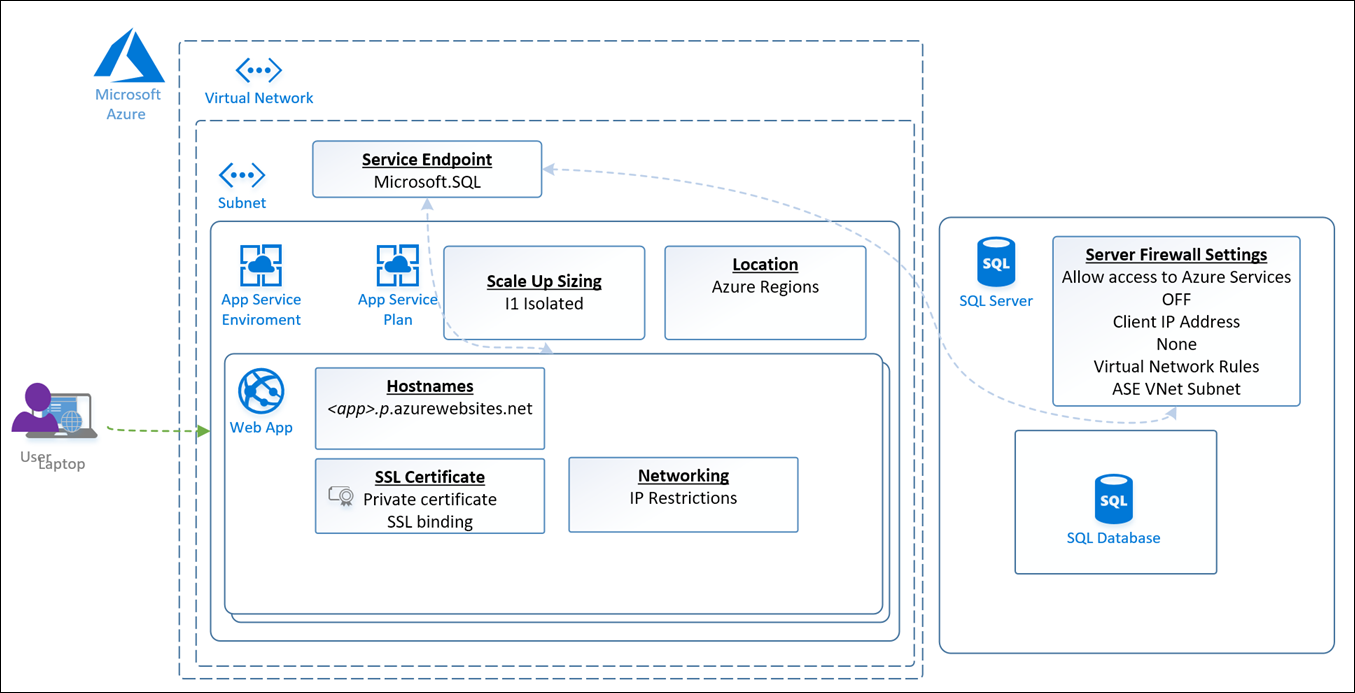 Microsoft
Azure
Virtual Network
Subnet
Service Endpoint
Microsoft.SQL
App Service
Enviroment
App Service
Plan
Scale Up Sizing
I1 Isolated
Location
Azure Regions
SQL
SQL Server
Server Firewall Settings
Allow access to Azure Services
OFF
Client IP Address
None
Virtual Network Rules
ASE VNet Subnet
User
Laptop
Web App
Hostnames
<app>.p.azurewebsites.net
SSL Certificate
Private certificate
SSL binding
Networking
IP Restrictions
SQL
SQL Database